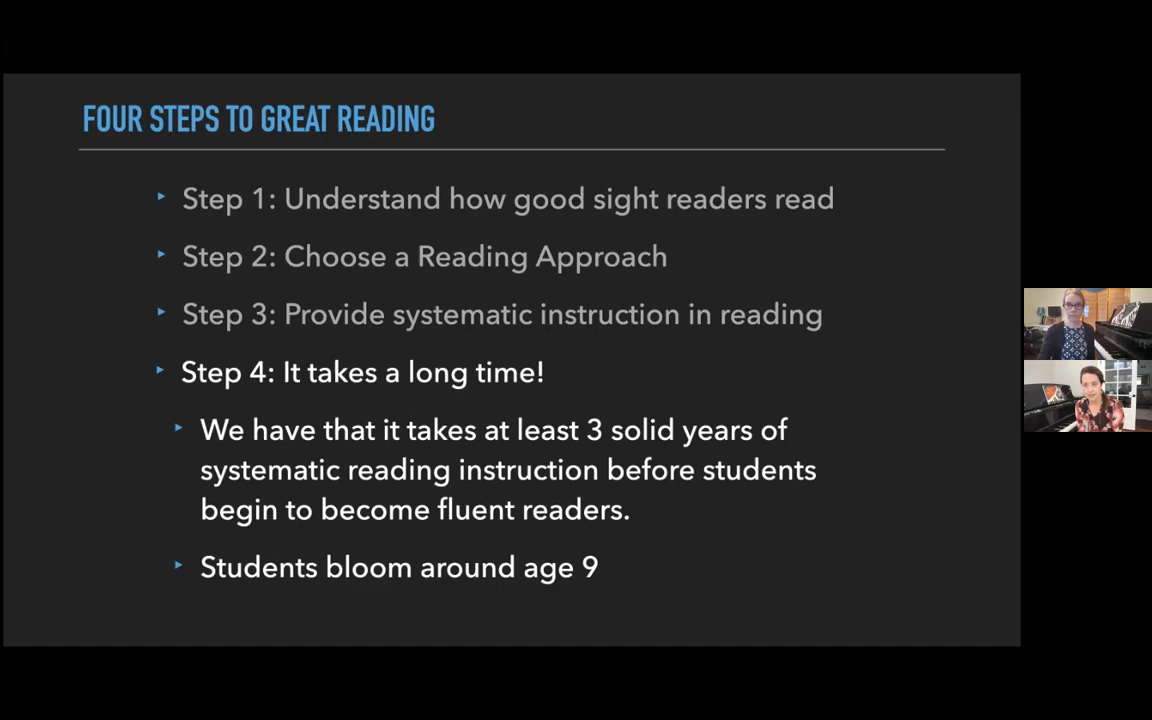 FOUR STEPS TO GREAT READING
Step 1: Understand how good sight readers read
Step 2: Choose a Reading Approach
Step 3: Provide systematic instruction in reading
Step 4: It takes a long time!
We have that it takes at least 3 solid years of
systematic reading instruction before students
begin to become fluent readers.
Students bloom around age 9